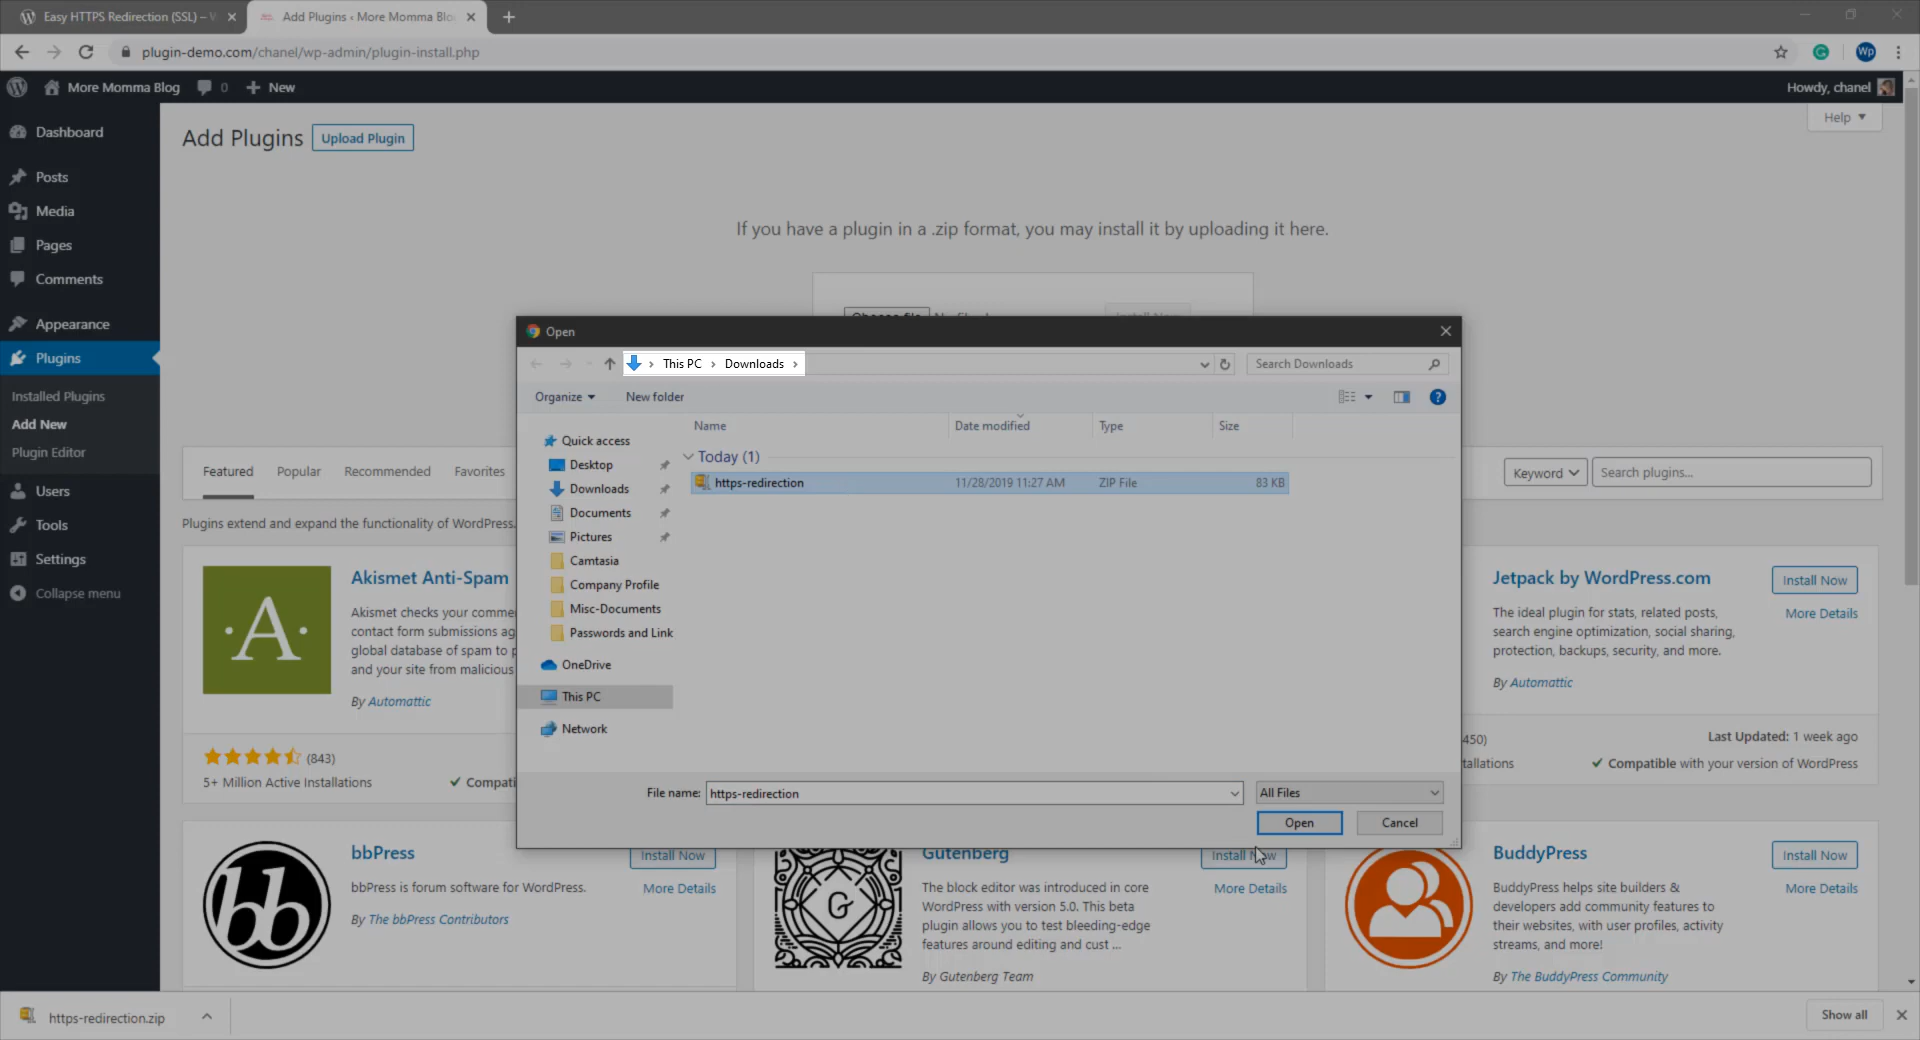 Easy HTTPS Redirection (SSL) –
Add Plugins ‹ More Momma Blo
plugin-demo.com/chanel/wp-admin/plugin-install.php
Wp
More Momma Blog
0
New
Howdy, chanel
Help
Dashboard
Posts
Media
Pages
Comments
Appearance
Plugins
Installed Plugins
Add New
Plugin Editor
Users
Tools
Settings
Collapse menu
Add Plugins
Upload Plugin
If you have a plugin in a .zip format, you may install it by uploading it here.
Open
This PC › Downloads ›
Search Downloads
Organize
New folder
Name
Date modified
Type
Size
Quick access
Desktop
Downloads
Documents
Pictures
Camtasia
Company Profile
Misc-Documents
Passwords and Link
OneDrive
This PC
Network
Today (1)
https-redirection
11/28/2019 11:27 AM
ZIP File
83 KB
File name:
https-redirection
All Files
Open
Cancel
Featured
Popular
Recommended
Favorites
Keyword
Search plugins...
Plugins extend and expand the functionality of WordPress.
A
Akismet Anti-Spam
Akismet checks your comme
contact form submissions ag
global database of spam to p
and your site from malicious
By Automattic
(843)
5+ Million Active Installations
Compati
Jetpack by WordPress.com
Install Now
More Details
The ideal plugin for stats, related posts,
search engine optimization, social sharing,
protection, backups, security, and more.
By Automattic
450)
tallations
Last Updated: 1 week ago
Compatible with your version of WordPress
bb
bbPress
Install Now
More Details
bbPress is forum software for WordPress.
By The bbPress Contributors
G
Gutenberg
Install Now
More Details
The block editor was introduced in core
WordPress with version 5.0. This beta
plugin allows you to test bleeding-edge
features around editing and cust ...
By Gutenberg Team
BuddyPress
Install Now
More Details
BuddyPress helps site builders &
developers add community features to
their websites, with user profiles, activity
streams, and more!
By The BuddyPress Community
https-redirection.zip
Show all